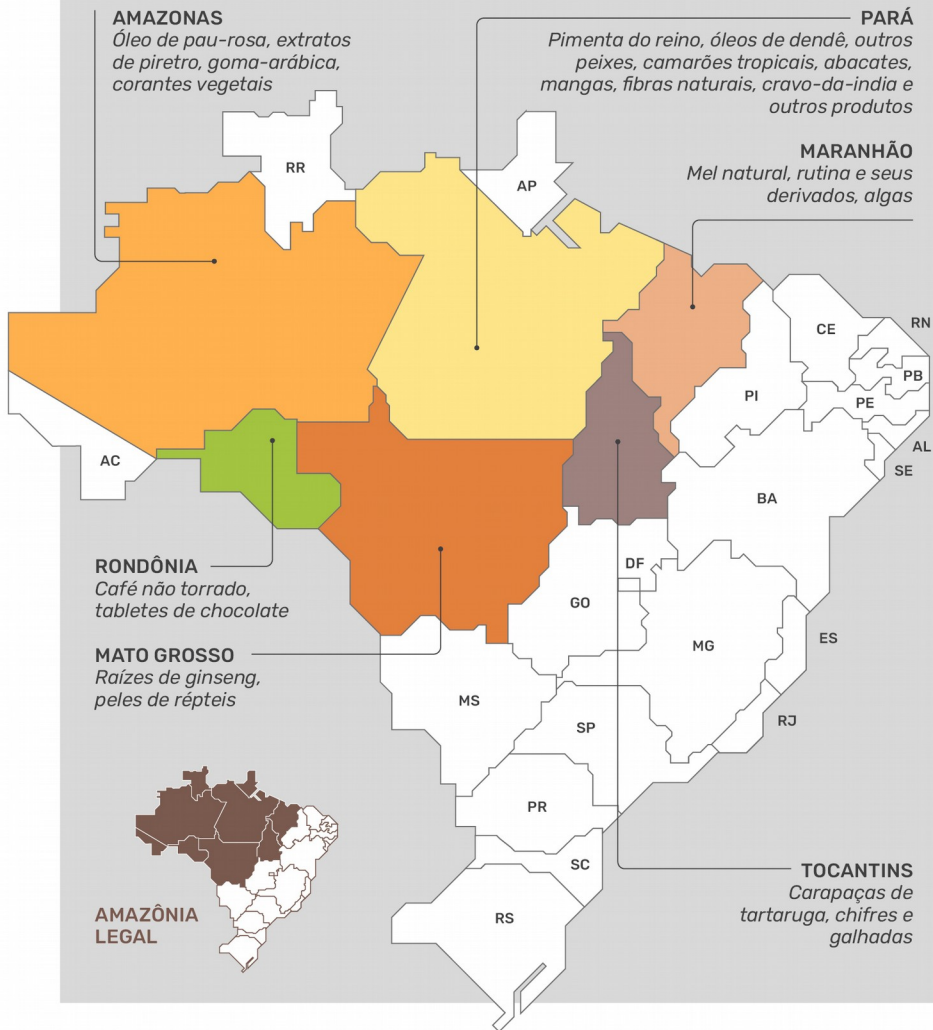 AMAZONAS
Óleo de pau-rosa, extratos
de piretro, goma-arábica,
corantes vegetais
PARÁ
Pimenta do reino, óleos de dendê, outros
peixes, camarões tropicais, abacates,
mangas, fibras naturais, cravo-da-india e
outros produtos
MARANHÃO
Mel natural, rutina e seus
derivados, algas
RR
AP
CE
RN
PB
PI
PE
AL
SE
AC
BA
RONDÔNIA
Café não torrado,
tabletes de chocolate
DF
GO
MG
ES
MATO GROSSO
Raízes de ginseng,
peles de répteis
MS
SP
RJ
PR
SC
RS
TOCANTINS
Carapaças de
tartaruga, chifres e
galhadas
AMAZÔNIA
LEGAL